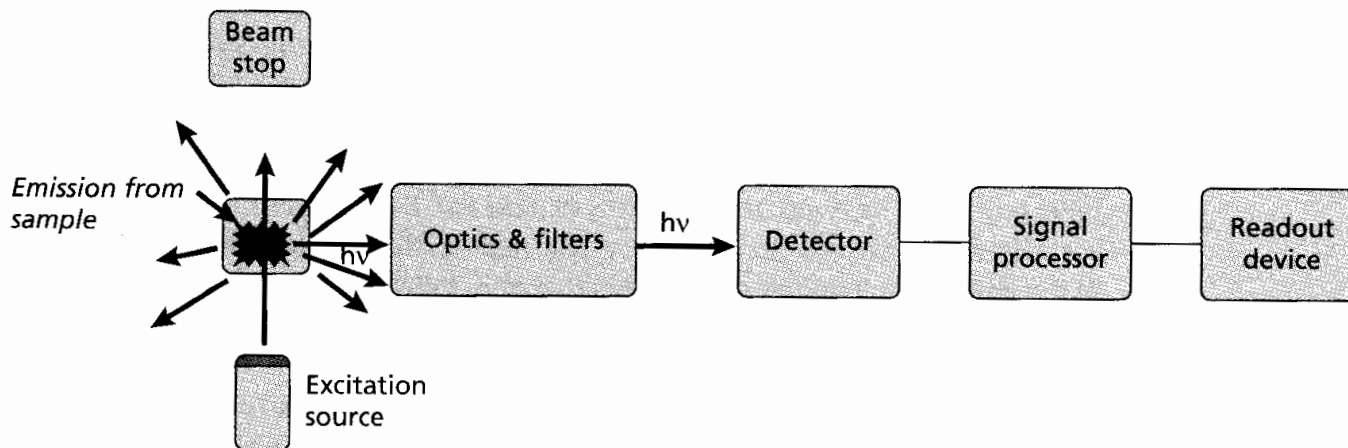 Beam
stop
Emission from
sample
hν
Optics & filters
hν
Detector
Signal
processor
Readout
device
Excitation
source